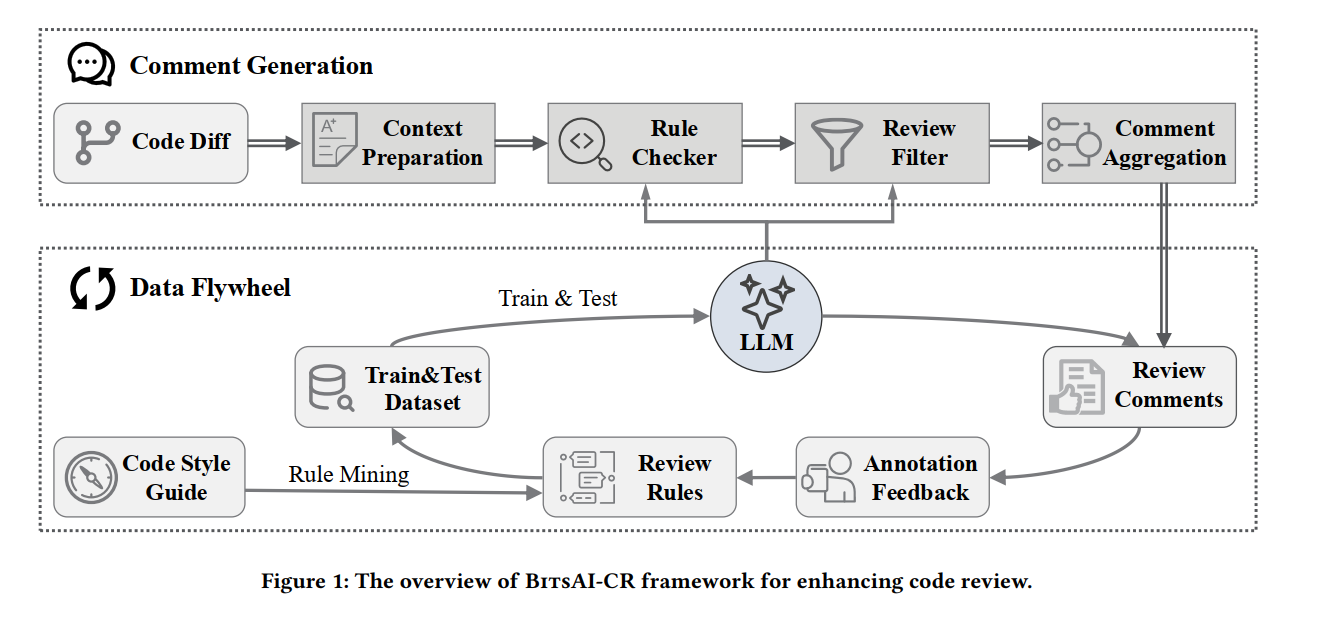 Comment Generation
Code Diff
Context
Preparation
Rule
Checker
Review
Filter
Comment
Aggregation
Data Flywheel
Train & Test
LLM
Train&Test
Dataset
Review
Comments
Code Style
Guide
Rule Mining
Review
Rules
Annotation
Feedback
Figure 1: The overview of BitsAI-CR framework for enhancing code review.